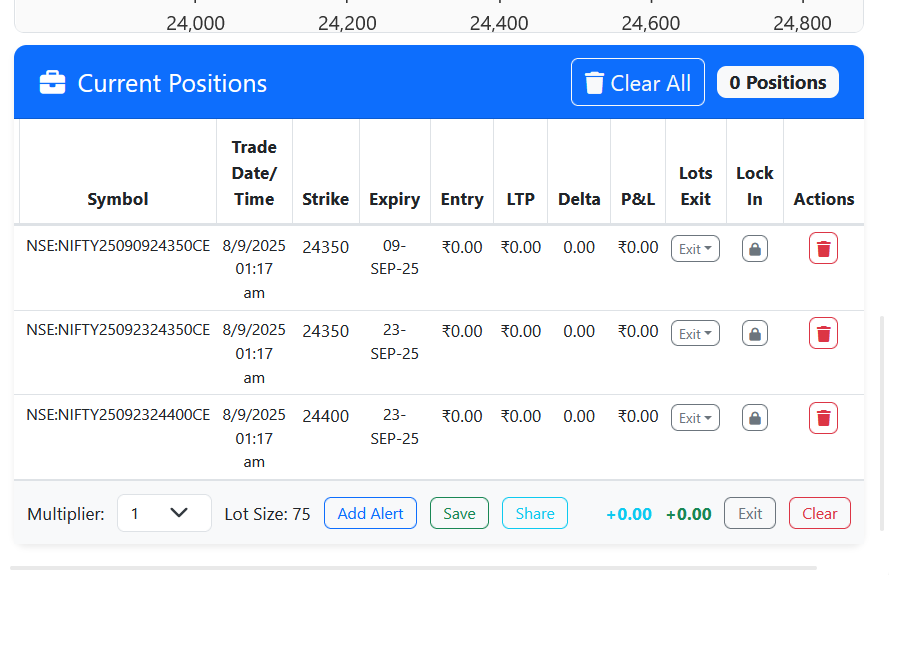 24,000 24,200 24,400 24,600 24,800
Current Positions Clear All 0 Positions
Symbol Trade Date/ Time Strike Expiry Entry LTP Delta P&L Lots Exit Lock In Actions
NSE:NIFTY25090924350CE 8/9/2025 24350 09- ₹0.00 ₹0.00 0.00 ₹0.00 Exit
01:17 SEP-25
am
NSE:NIFTY25092324350CE 8/9/2025 24350 23- ₹0.00 ₹0.00 0.00 ₹0.00 Exit
01:17 SEP-25
am
NSE:NIFTY25092324400CE 8/9/2025 24400 23- ₹0.00 ₹0.00 0.00 ₹0.00 Exit
01:17 SEP-25
am
Multiplier: 1 Lot Size: 75 Add Alert Save Share +0.00 +0.00 Exit Clear